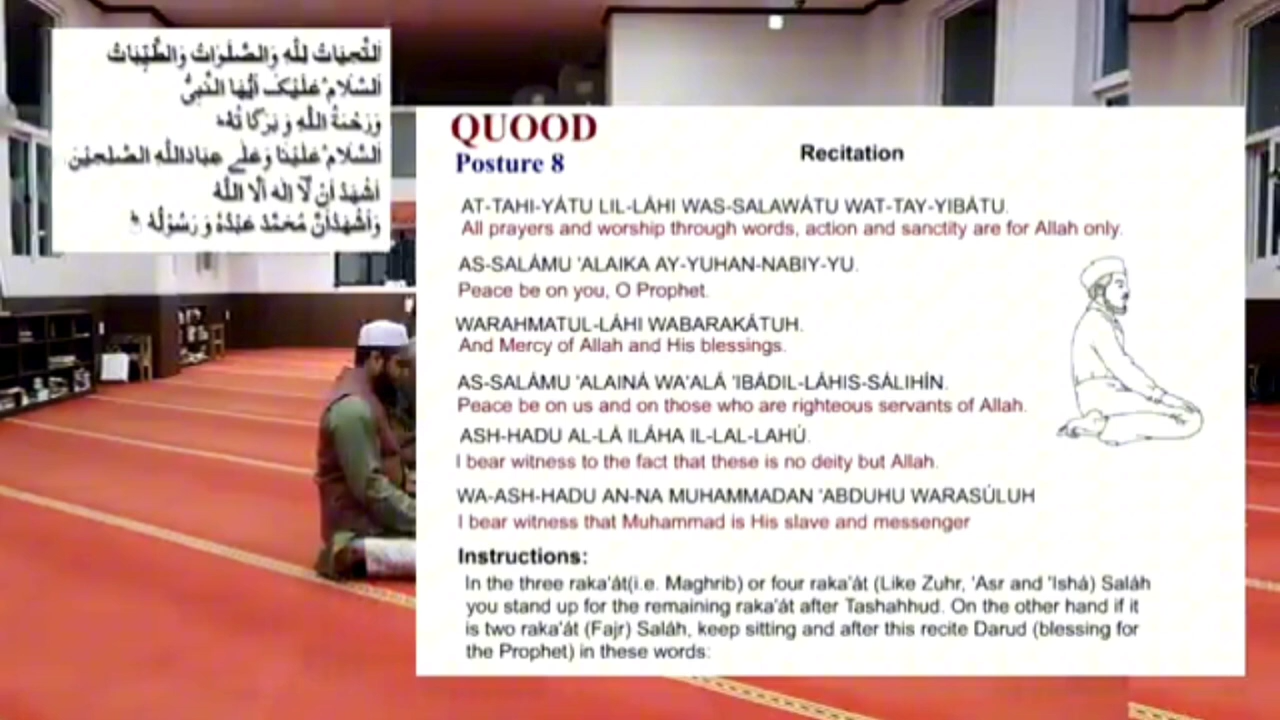 اَلتَّحِيَاتُ لِلّٰهِ وَالصَّلَوَاتُ وَالطَّيِّبَاتُ
اَلسَّلَامُ عَلَيْكَ اَيُّهَا النَّبِىُّ
وَرَحْمَةُ اللّٰهِ وَ بَرَكَا تُهٗ
اَلسَّلَامُ عَلَيْنَا وَعَلٰے عِبَادِاللّٰهِ الصّٰلِحِيْنَ
اَشْهَدُ اَنْ لَّا اِلٰهَ اِلَّا اللّٰهُ
وَاَشْهَدُاَنَّ مُحَمَّد عَبْدُهٗ وَ رَسُوْلُهٗ
QUOOD
Posture 8
Recitation
AT-TAHI-YÁTU LIL-LÁHI WAS-SALAWÁTU WAT-TAY-YIBÁTU.
All prayers and worship through words, action and sanctity are for Allah only.
AS-SALÁMU 'ALAIKA AY-YUHAN-NABIY-YU.
Peace be on you, O Prophet.
WARAHMATUL-LÁHI WABARAKÁTUH.
And Mercy of Allah and His blessings.
AS-SALÁMU 'ALAINÁ WA'ALÁ 'IBÁDIL-LÁHIS-SÁLIHÍN.
Peace be on us and on those who are righteous servants of Allah.
ASH-HADU AL-LÁ ILÁHA IL-LAL-LAHÚ.
I bear witness to the fact that these is no deity but Allah.
WA-ASH-HADU AN-NA MUHAMMADAN 'ABDUHU WARASÚLUH
I bear witness that Muhammad is His slave and messenger
Instructions:
In the three raka'át(i.e. Maghrib) or four raka'át (Like Zuhr, 'Asr and 'Ishá) Saláh
you stand up for the remaining raka'át after Tashahhud. On the other hand if it
is two raka'át (Fajr) Saláh, keep sitting and after this recite Darud (blessing for
the Prophet) in these words: